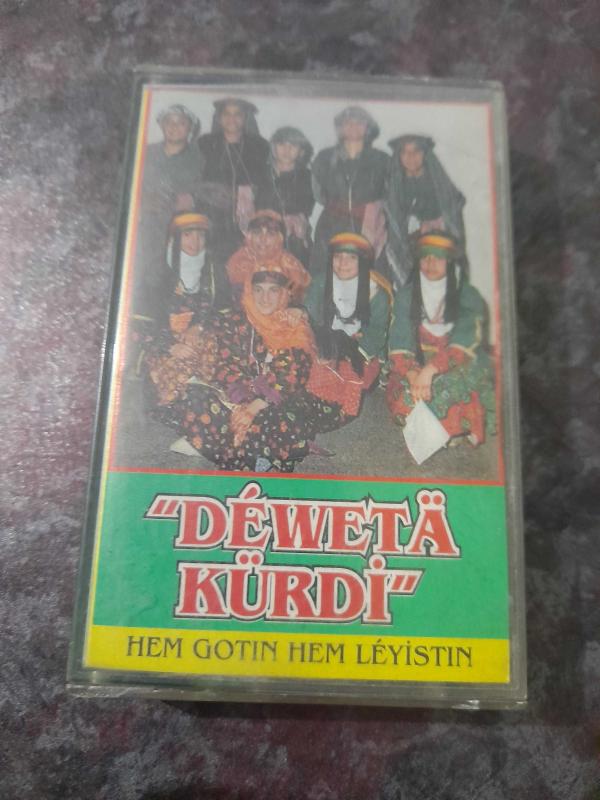 "DÉWETÄ
KÜRDİ"
HEM GOTIN HEM LÉYİSTIN